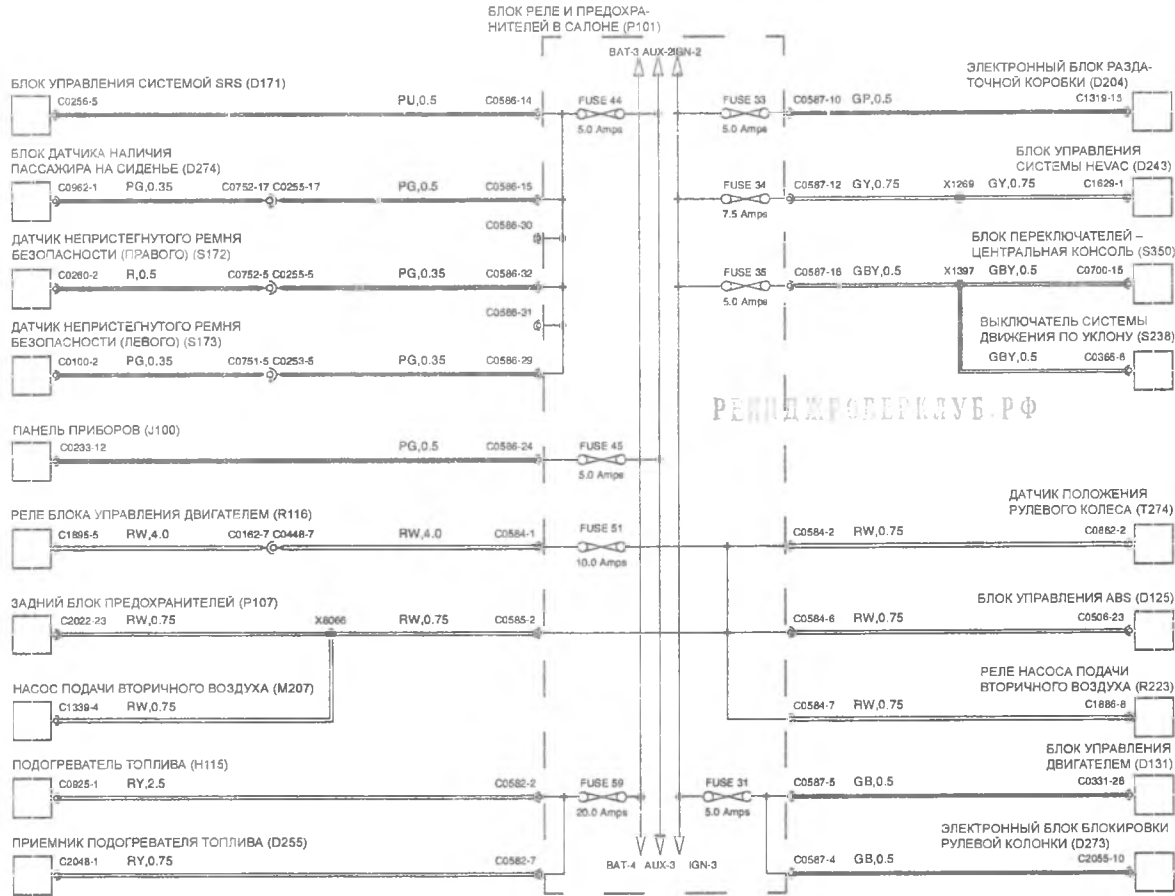 БЛОК РЕЛЕ И ПРЕДОХРА-
НИТЕЛЕЙ В САЛОНЕ (P101)
BAT-3 AUX-2 IGN-2
БЛОК УПРАВЛЕНИЯ СИСТЕМОЙ SRS (D171)
C0256-5 PU,0.5 C0586-14
FUSE 44
5.0 Amps
БЛОК ДАТЧИКА НАЛИЧИЯ
ПАССАЖИРА НА СИДЕНЬЕ (D274)
C0962-1 PG,0.35 C0752-17 C0255-17 PG,0.5 C0586-15
C0586-30
ДАТЧИК НЕПРИСТЕГНУТОГО РЕМНЯ
БЕЗОПАСНОСТИ (ПРАВОГО) (S172)
C0260-2 R,0.5 C0752-5 C0255-5 PG,0.35 C0586-32
C0586-31
ДАТЧИК НЕПРИСТЕГНУТОГО РЕМНЯ
БЕЗОПАСНОСТИ (ЛЕВОГО) (S173)
C0100-2 PG,0.35 C0751-5 C0253-5 PG,0.35 C0586-29
ПАНЕЛЬ ПРИБОРОВ (J100)
C0233-12 PG,0.5 C0586-24
FUSE 45
5.0 Amps
РЕЛЕ БЛОКА УПРАВЛЕНИЯ ДВИГАТЕЛЕМ (R116)
C1895-5 RW,4.0 C0162-7 C0448-7 RW,4.0 C0584-1
FUSE 51
10.0 Amps
ЗАДНИЙ БЛОК ПРЕДОХРАНИТЕЛЕЙ (P107)
C2022-23 RW,0.75 X8066 RW,0.75 C0585-2
НАСОС ПОДАЧИ ВТОРИЧНОГО ВОЗДУХА (M207)
C1339-4 RW,0.75
ПОДОГРЕВАТЕЛЬ ТОПЛИВА (H115)
C0925-1 RY,2.5 C0582-2
FUSE 59
20.0 Amps
ПРИЕМНИК ПОДОГРЕВАТЕЛЯ ТОПЛИВА (D255)
C2048-1 RY,0.75 C0582-7
BAT-4 AUX-3 IGN-3
ЭЛЕКТРОННЫЙ БЛОК РАЗДА-
ТОЧНОЙ КОРОБКИ (D204)
FUSE 33
5.0 Amps
C0587-10 GP,0.5 C1319-15
БЛОК УПРАВЛЕНИЯ
СИСТЕМЫ HEVAC (D243)
FUSE 34
7.5 Amps
C0587-12 GY,0.75 X1269 GY,0.75 C1629-1
БЛОК ПЕРЕКЛЮЧАТЕЛЕЙ –
ЦЕНТРАЛЬНАЯ КОНСОЛЬ (S350)
FUSE 35
5.0 Amps
C0587-16 GBY,0.5 X1397 GBY,0.5 C0700-15
ВЫКЛЮЧАТЕЛЬ СИСТЕМЫ
ДВИЖЕНИЯ ПО УКЛОНУ (S238)
GBY,0.5 C0365-6
РЕНДЖРОВЕРКЛУБ.РФ
ДАТЧИК ПОЛОЖЕНИЯ
РУЛЕВОГО КОЛЕСА (T274)
C0584-2 RW,0.75 C0862-2
БЛОК УПРАВЛЕНИЯ ABS (D125)
C0584-6 RW,0.75 C0506-23
РЕЛЕ НАСОСА ПОДАЧИ
ВТОРИЧНОГО ВОЗДУХА (R223)
C0584-7 RW,0.75 C1886-8
БЛОК УПРАВЛЕНИЯ
ДВИГАТЕЛЕМ (D131)
FUSE 31
5.0 Amps
C0587-5 GB,0.5 C0331-26
ЭЛЕКТРОННЫЙ БЛОК БЛОКИРОВКИ
РУЛЕВОЙ КОЛОНКИ (D273)
C0587-4 GB,0.5 C2055-10